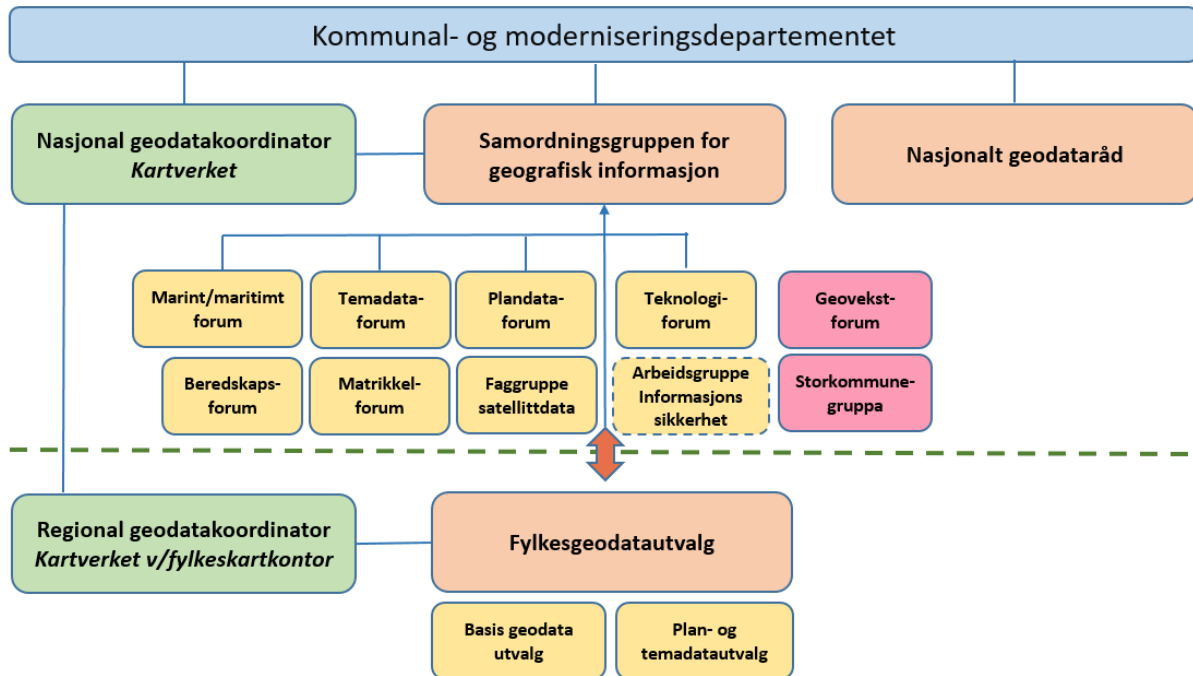 Kommunal- og moderniseringsdepartementet
Nasjonal geodatakoordinator
Kartverket
Samordningsgruppen for
geografisk informasjon
Nasjonalt geodataråd
Marint/maritimt
forum
Temadata-
forum
Plandata-
forum
Teknologi-
forum
Geovekst-
forum
Beredskaps-
forum
Matrikkel-
forum
Faggruppe
satellittdata
Arbeidsgruppe
Informasjons
sikkerhet
Storkommune-
gruppa
Regional geodatakoordinator
Kartverket v/fylkeskartkontor
Fylkesgeodatautvalg
Basis geodata
utvalg
Plan- og
temadatautvalg